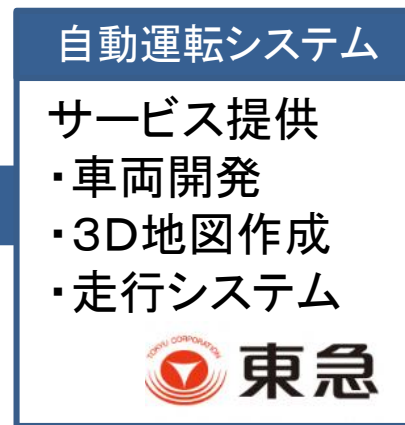 自動運転システム
サービス提供
・車両開発
・3D地図作成
・走行システム
TOKYU CORPORATION
東急